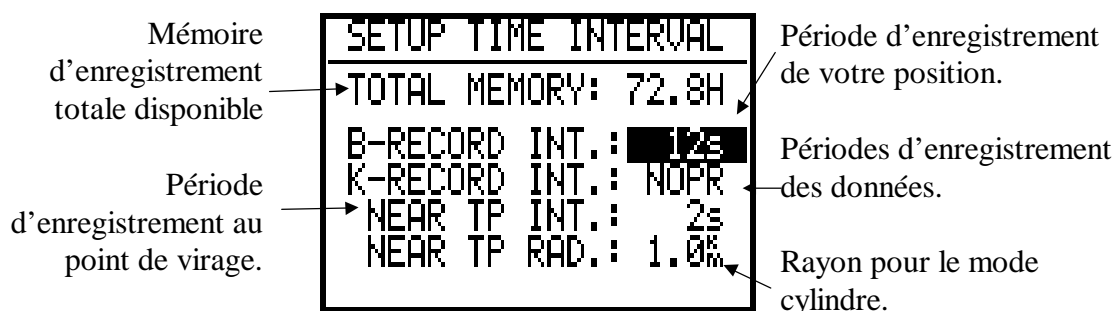 Mémoire
d'enregistrement
totale disponible
Période
d'enregistrement au
point de virage.
SETUP TIME INTERVAL
TOTAL MEMORY: 72.8H
B-RECORD INT.: 12s
K-RECORD INT.: NOPR
NEAR TP INT.: 2s
NEAR TP RAD.: 1.0km
Période d'enregistrement
de votre position.
Périodes d'enregistrement
des données.
Rayon pour le mode
cylindre.